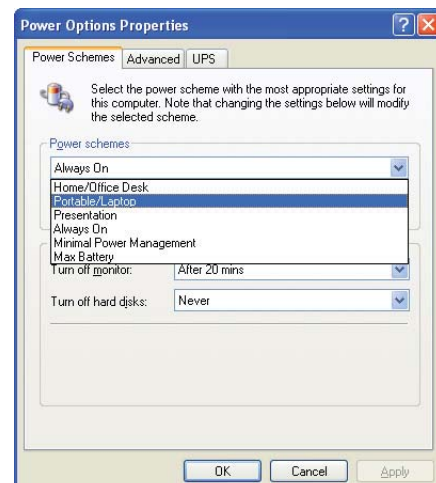 Power Options Properties
Power Schemes Advanced UPS
Select the power scheme with the most appropriate settings for
this computer. Note that changing the settings below will modify
the selected scheme.
Power schemes
Always On
Home/Office Desk
Portable/Laptop
Presentation
Always On
Minimal Power Management
Max Battery
Turn off monitor: After 20 mins
Turn off hard disks: Never
OK Cancel Apply